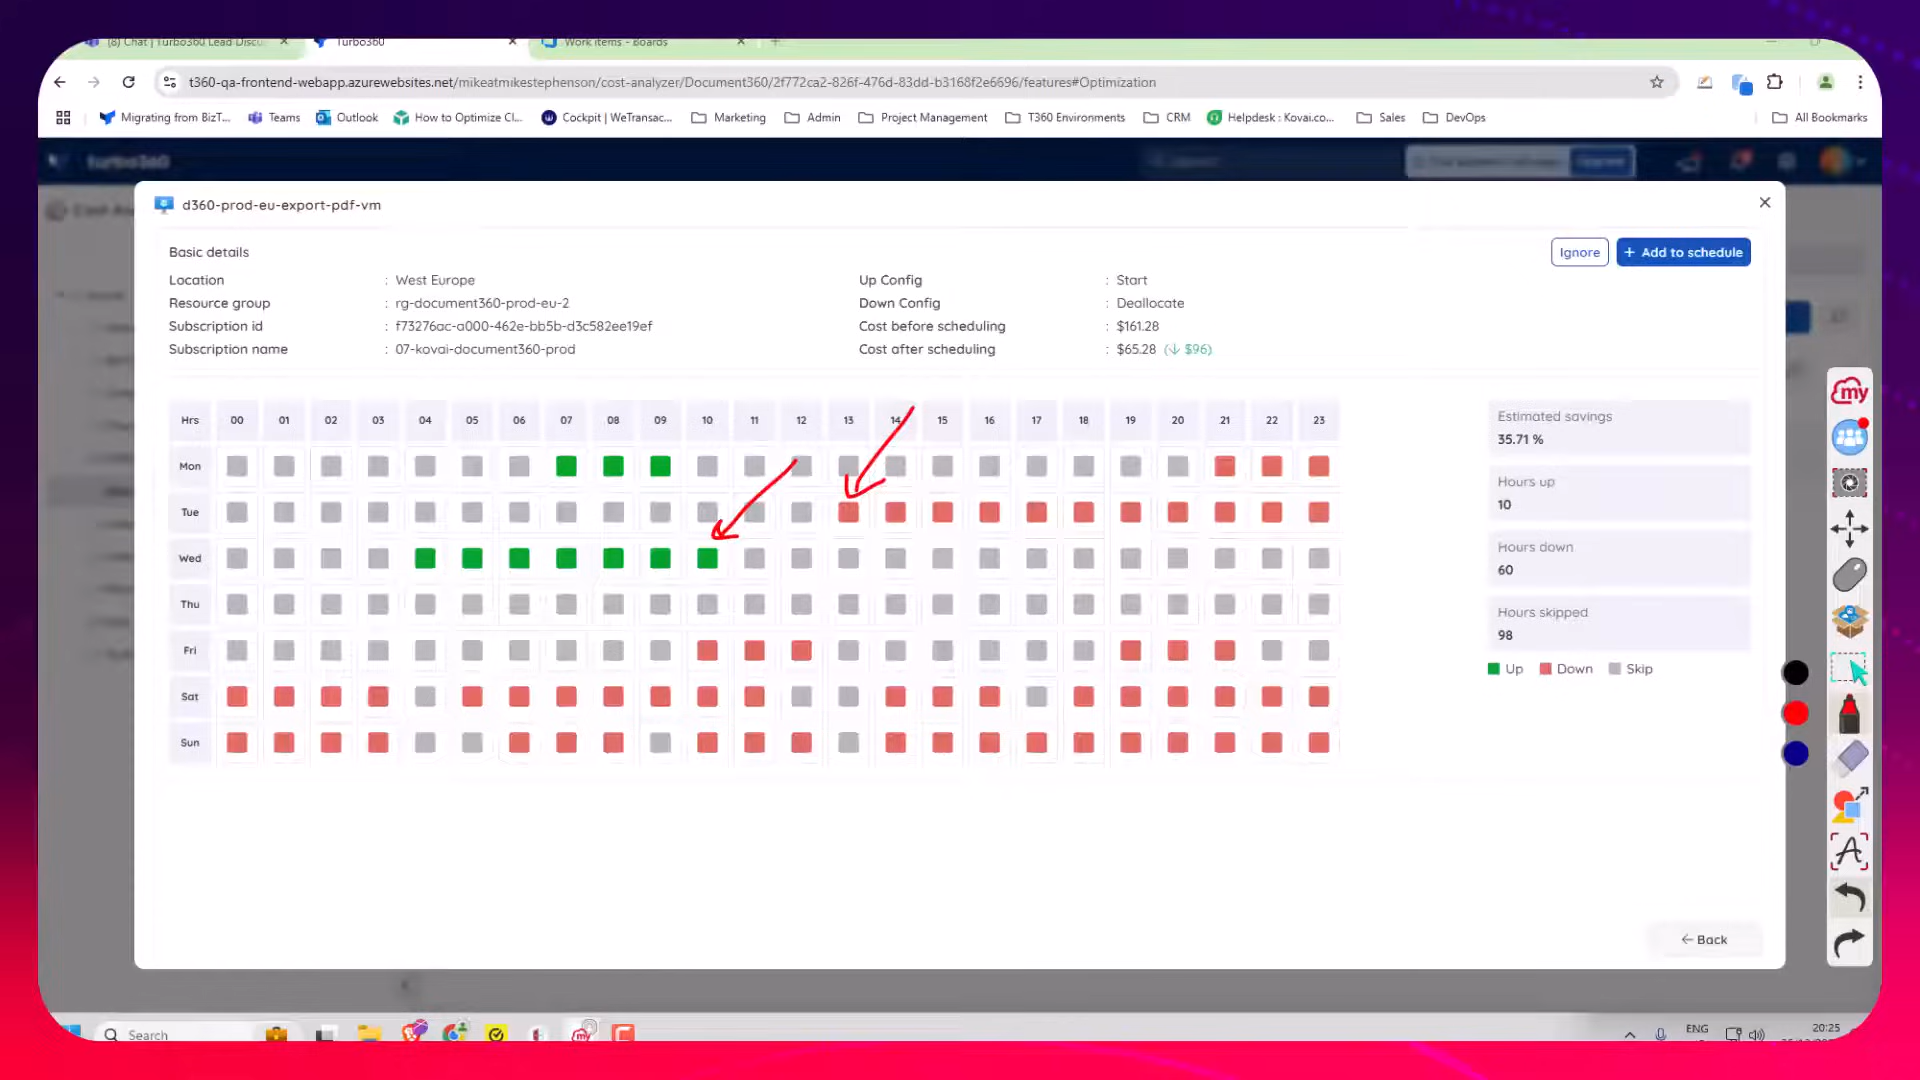 (8) Chat | Turbo360 Lead Discu...
Turbo360
Work items - Boards
t360-qa-frontend-webapp.azurewebsites.net/mikeatmikestephenson/cost-analyzer/Document360/2f772ca2-826f-476d-83dd-b3168f2e6696/features#Optimization
Migrating from BizT...
Teams
Outlook
How to Optimize Cl...
Cockpit | WeTransac...
Marketing
Admin
Project Management
T360 Environments
CRM
Helpdesk : Kovai.co...
Sales
DevOps
All Bookmarks
turbo360
d360-prod-eu-export-pdf-vm
Basic details
Ignore
+ Add to schedule
Location : West Europe
Resource group : rg-document360-prod-eu-2
Subscription id : f73276ac-a000-462e-bb5b-d3c582ee19ef
Subscription name : 07-kovai-document360-prod
Up Config : Start
Down Config : Deallocate
Cost before scheduling : $161.28
Cost after scheduling : $65.28 (↓ $96)
Hrs 00 01 02 03 04 05 06 07 08 09 10 11 12 13 14 15 16 17 18 19 20 21 22 23
Mon
Tue
Wed
Thu
Fri
Sat
Sun
Estimated savings
35.71 %
Hours up
10
Hours down
60
Hours skipped
98
Up Down Skip
← Back
my
A
Search
ENG
20:25